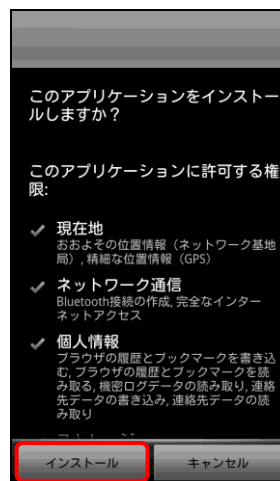 このアプリケーションをインストー
ルしますか？
このアプリケーションに許可する権
限:
現在地
おおよその位置情報（ネットワーク基地
局）, 精細な位置情報（GPS）
ネットワーク通信
Bluetooth接続の作成, 完全なインター
ネットアクセス
個人情報
ブラウザの履歴とブックマークを書き込
む, ブラウザの履歴とブックマークを読
み取る, 機密ログデータの読み取り, 連絡
先データの書き込み, 連絡先データの読
み取り
インストール
キャンセル